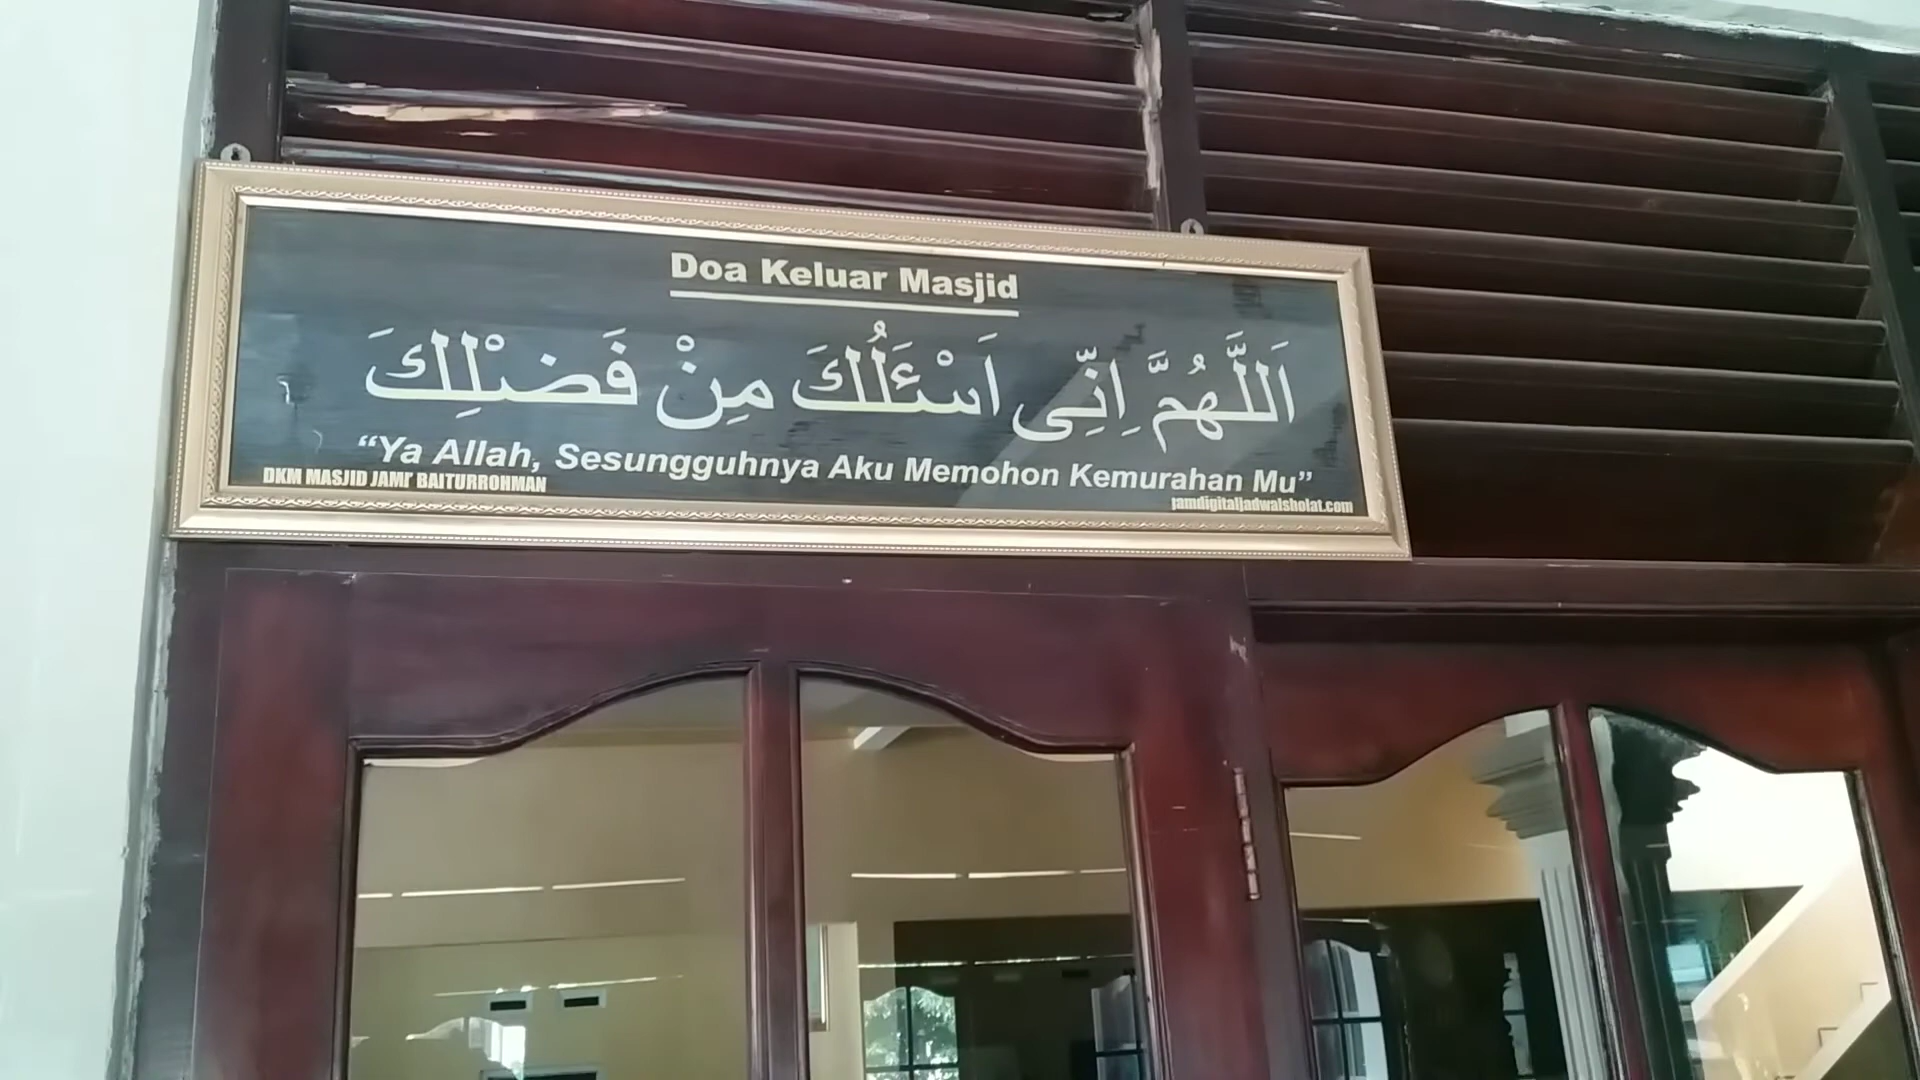 Doa Keluar Masjid
اَللَّهُمَّ اِنِّى اَسْئَلُكَ مِنْ فَضْلِكَ
“Ya Allah, Sesungguhnya Aku Memohon Kemurahan Mu”
DKM MASJID JAMI' BAITURROHMAN
jamdigitaljadwalsholat.com